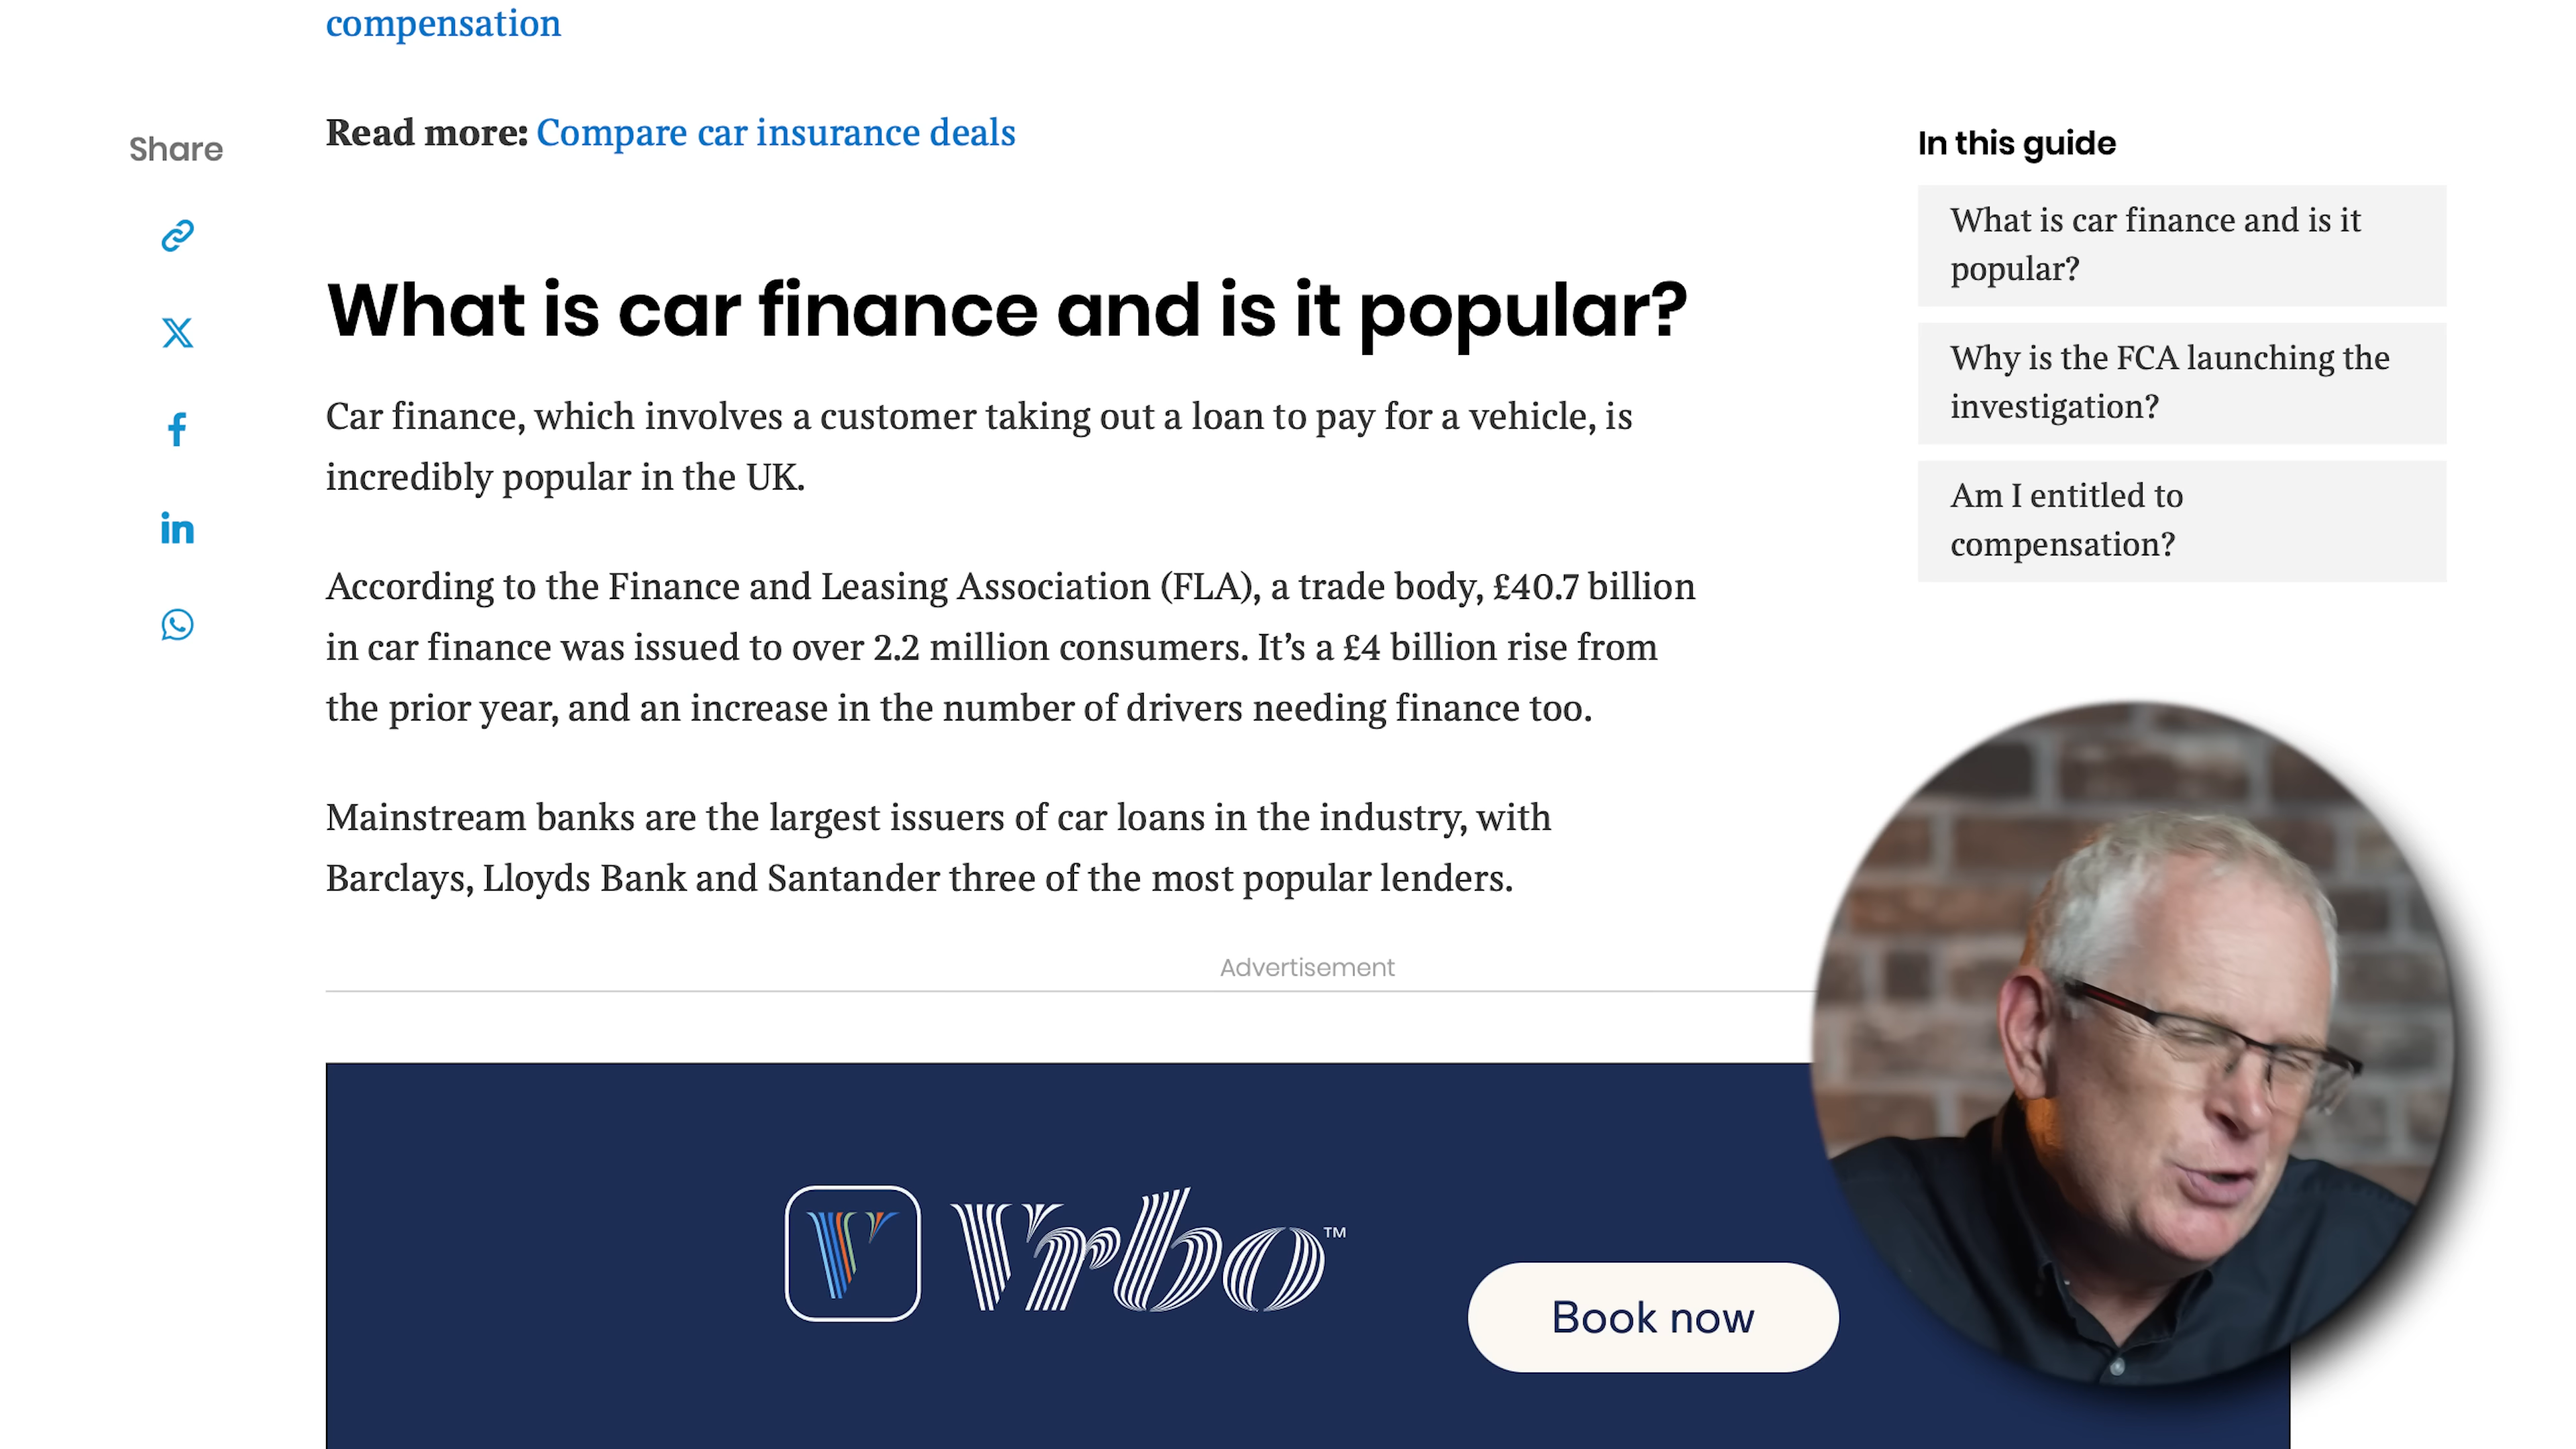 compensation
Share
Read more: Compare car insurance deals
What is car finance and is it popular?
Car finance, which involves a customer taking out a loan to pay for a vehicle, is
incredibly popular in the UK.
According to the Finance and Leasing Association (FLA), a trade body, £40.7 billion
in car finance was issued to over 2.2 million consumers. It’s a £4 billion rise from
the prior year, and an increase in the number of drivers needing finance too.
Mainstream banks are the largest issuers of car loans in the industry, with
Barclays, Lloyds Bank and Santander three of the most popular lenders.
In this guide
What is car finance and is it
popular?
Why is the FCA launching the
investigation?
Am I entitled to
compensation?
Advertisement
Vrbo™
Book now